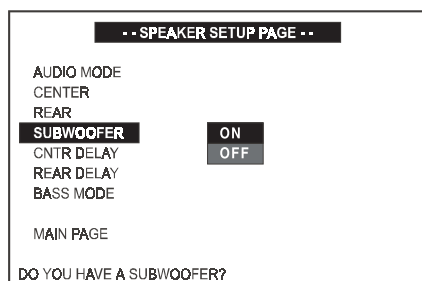 -- SPEAKER SETUP PAGE --
AUDIO MODE
CENTER
REAR
SUBWOOFER ON
CNTR DELAY OFF
REAR DELAY
BASS MODE
MAIN PAGE
DO YOU HAVE A SUBWOOFER?